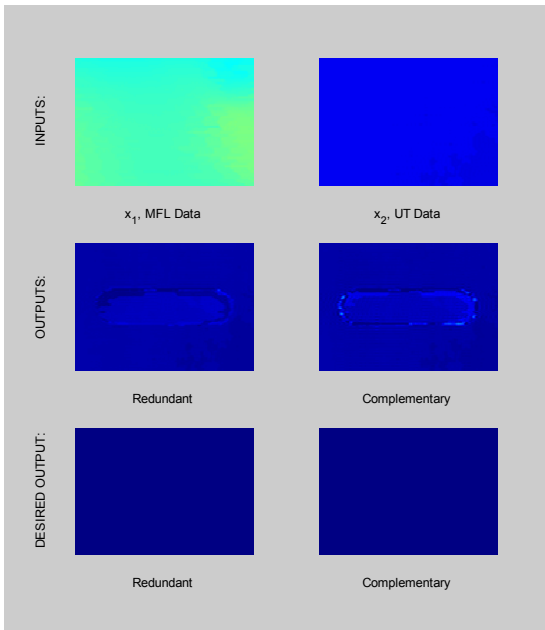 INPUTS:
x1, MFL Data
x2, UT Data
OUTPUTS:
Redundant
Complementary
DESIRED OUTPUT:
Redundant
Complementary